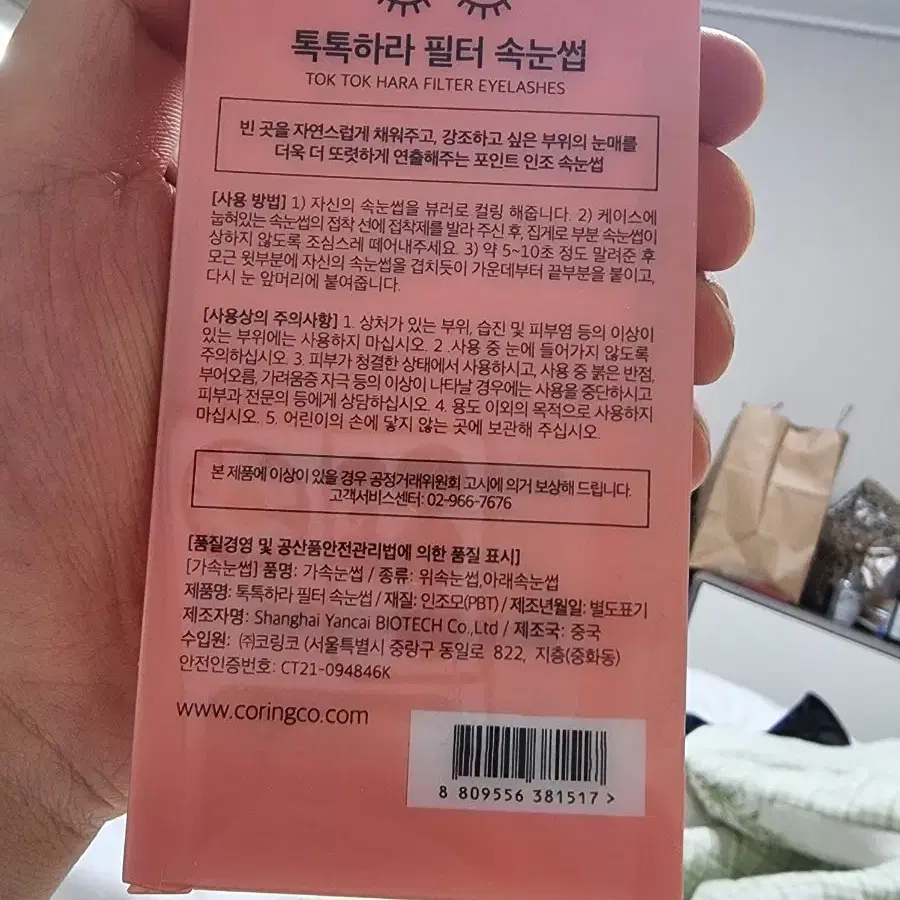 톡톡하라 필터 속눈썹
TOK TOK HARA FILTER EYELASHES
빈 곳을 자연스럽게 채워주고, 강조하고 싶은 부위의 눈매를
더욱 더 또렷하게 연출해주는 포인트 인조 속눈썹
[사용 방법] 1) 자신의 속눈썹을 뷰러로 컬링 해줍니다. 2) 케이스에
눕혀있는 속눈썹의 접착 선에 접착제를 발라 주신 후, 집게로 부분 속눈썹이
상하지 않도록 조심스레 떼어내주세요. 3) 약 5~10초 정도 말려준 후
모근 윗부분에 자신의 속눈썹을 겹치듯이 가운데부터 끝부분을 붙이고,
다시 눈 앞머리에 붙여줍니다.
[사용상의 주의사항] 1. 상처가 있는 부위, 습진 및 피부염 등의 이상이
있는 부위에는 사용하지 마십시오. 2. 사용 중 눈에 들어가지 않도록
주의하십시오. 3. 피부가 청결한 상태에서 사용하시고, 사용 중 붉은 반점,
부어오름, 가려움증 자극 등의 이상이 나타날 경우에는 사용을 중단하시고
피부과 전문의 등에게 상담하십시오. 4. 용도 이외의 목적으로 사용하지
마십시오. 5. 어린이의 손에 닿지 않는 곳에 보관해 주십시오.
본 제품에 이상이 있을 경우 공정거래위원회 고시에 의거 보상해 드립니다.
고객서비스센터: 02-966-7676
[품질경영 및 공산품안전관리법에 의한 품질 표시]
[가속눈썹] 품명: 가속눈썹 / 종류: 위속눈썹,아래속눈썹
제품명: 톡톡하라 필터 속눈썹 / 재질: 인조모(PBT) / 제조년월일: 별도표기
제조자명: Shanghai Yancai BIOTECH Co.,Ltd / 제조국: 중국
수입원: ㈜코링코 (서울특별시 중랑구 동일로 822, 지층(중화동)
안전인증번호: CT21-094846K
www.coringco.com
8 809556 381517 >